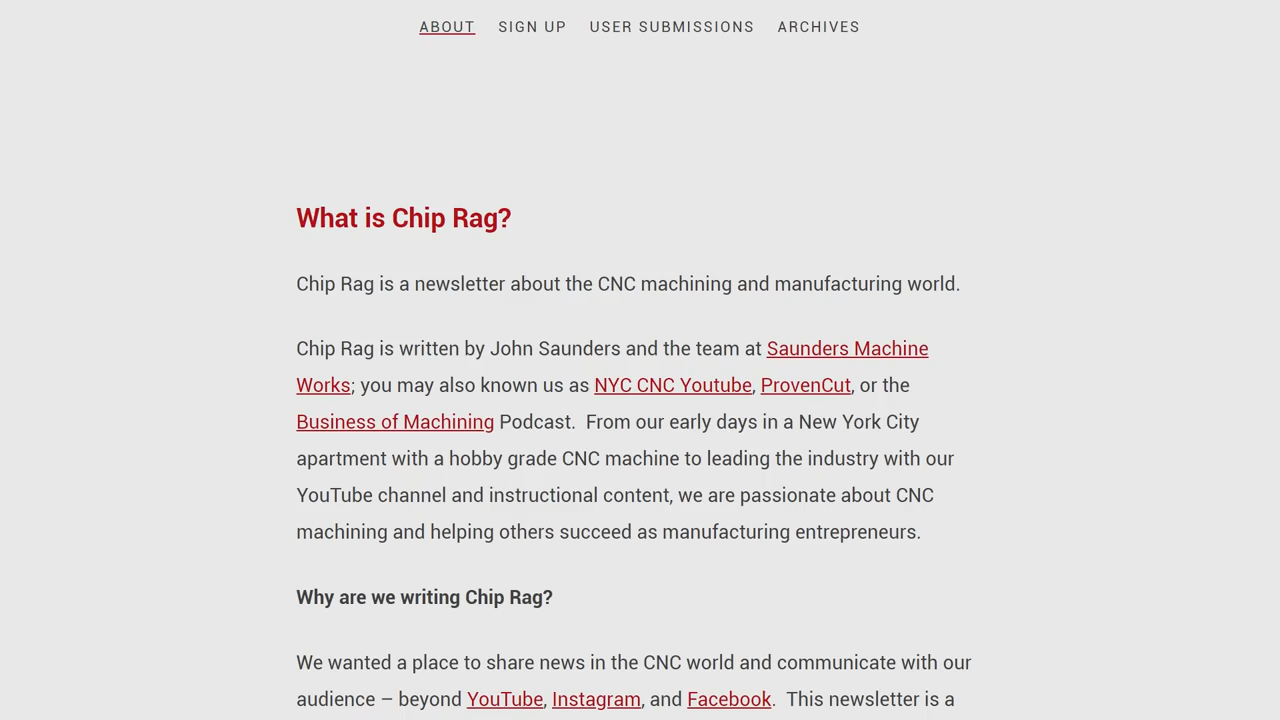 ABOUT SIGN UP USER SUBMISSIONS ARCHIVES
What is Chip Rag?
Chip Rag is a newsletter about the CNC machining and manufacturing world.
Chip Rag is written by John Saunders and the team at Saunders Machine
Works; you may also known us as NYC CNC Youtube, ProvenCut, or the
Business of Machining Podcast.  From our early days in a New York City
apartment with a hobby grade CNC machine to leading the industry with our
YouTube channel and instructional content, we are passionate about CNC
machining and helping others succeed as manufacturing entrepreneurs.
Why are we writing Chip Rag?
We wanted a place to share news in the CNC world and communicate with our
audience – beyond YouTube, Instagram, and Facebook.  This newsletter is a